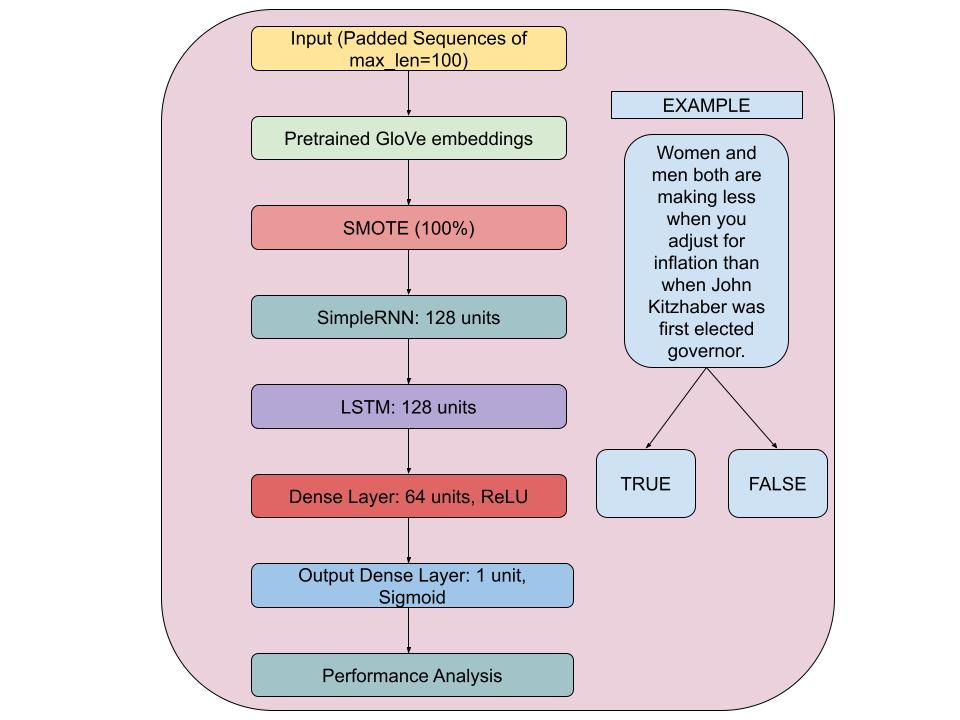 Input (Padded Sequences of
max_len=100)
Pretrained GloVe embeddings
SMOTE (100%)
SimpleRNN: 128 units
LSTM: 128 units
Dense Layer: 64 units, ReLU
Output Dense Layer: 1 unit,
Sigmoid
Performance Analysis
EXAMPLE
Women and
men both are
making less
when you
adjust for
inflation than
when John
Kitzhaber was
first elected
governor.
TRUE
FALSE